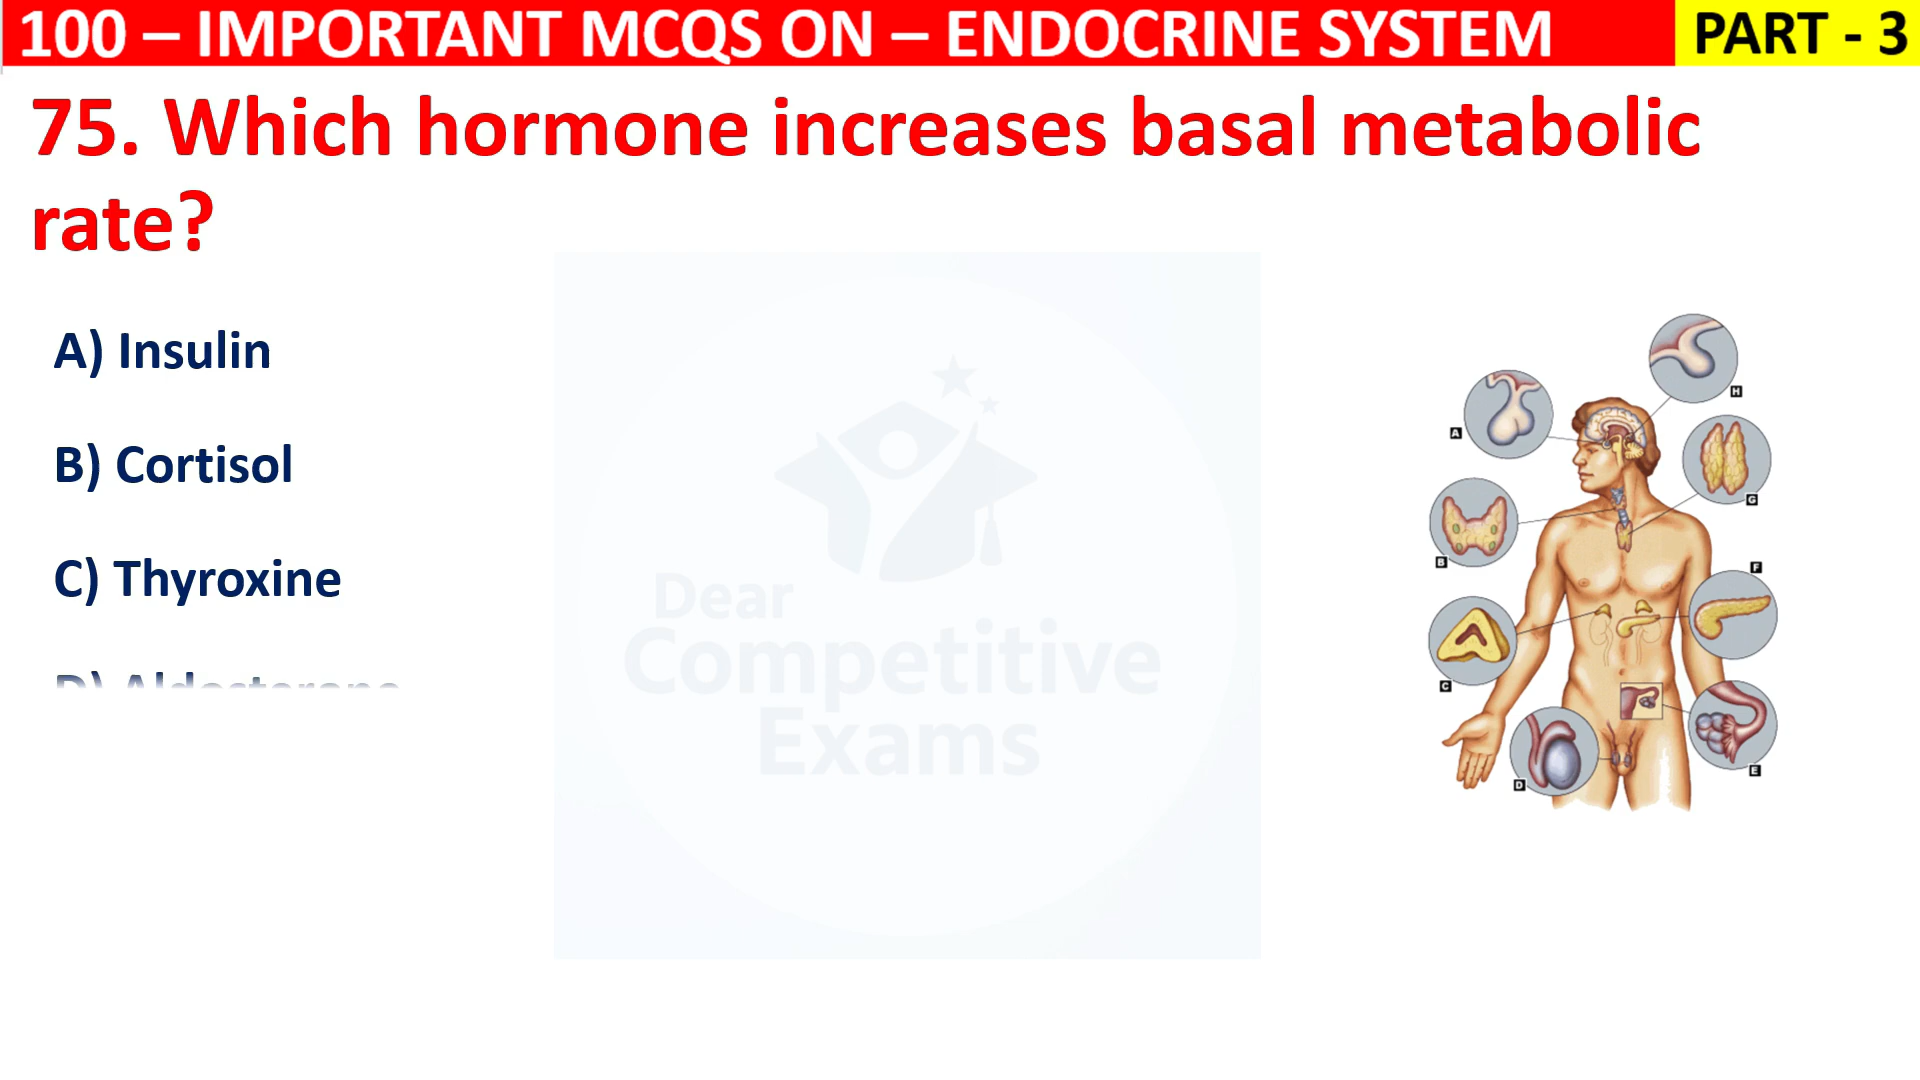 100 – IMPORTANT MCQS ON – ENDOCRINE SYSTEM
PART - 3
75. Which hormone increases basal metabolic
rate?
A) Insulin
B) Cortisol
C) Thyroxine
D) Aldosterone
Dear
Competitive
Exams
H
A
G
B
F
C
E
D